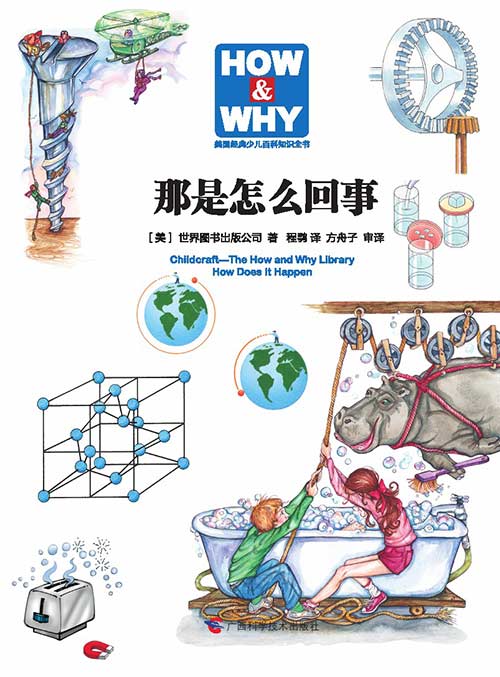 HOW
&
WHY
美国经典少儿百科知识全书
那是怎么回事
[美] 世界图书出版公司 著 程鹗 译 方舟子 审译
Childcraft—The How and Why Library
How Does It Happen
广西科学技术出版社